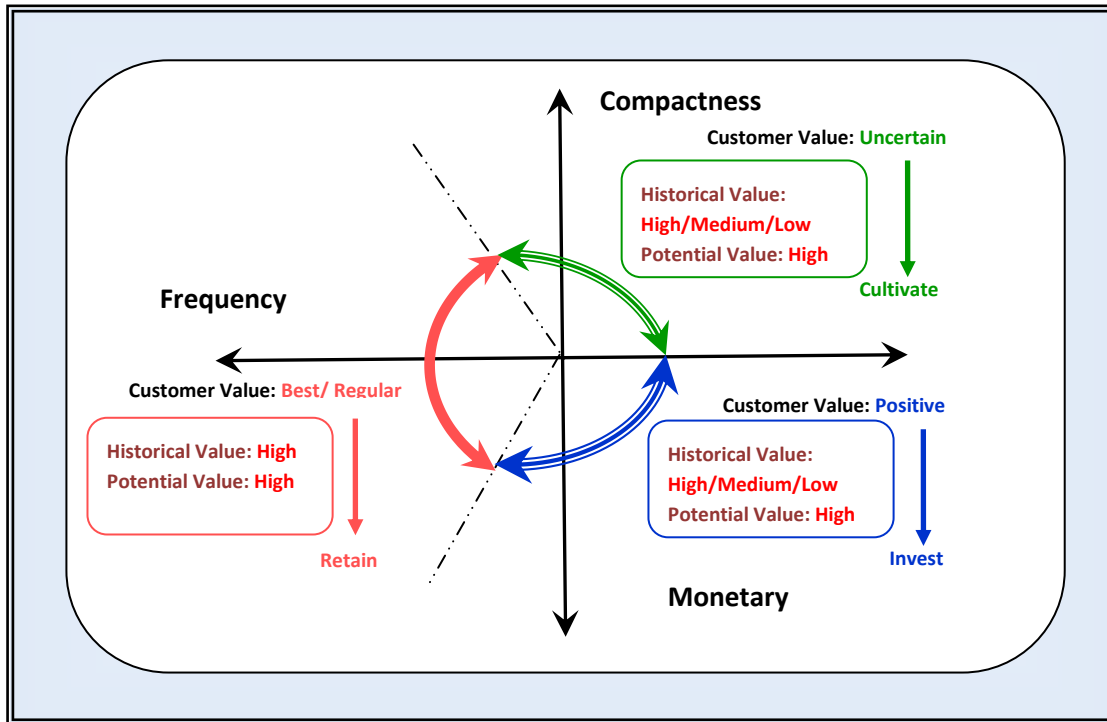 Compactness
Customer Value: Uncertain
Historical Value:
High/Medium/Low
Potential Value: High
Cultivate
Frequency
Customer Value: Best/ Regular
Historical Value: High
Potential Value: High
Retain
Customer Value: Positive
Historical Value:
High/Medium/Low
Potential Value: High
Invest
Monetary